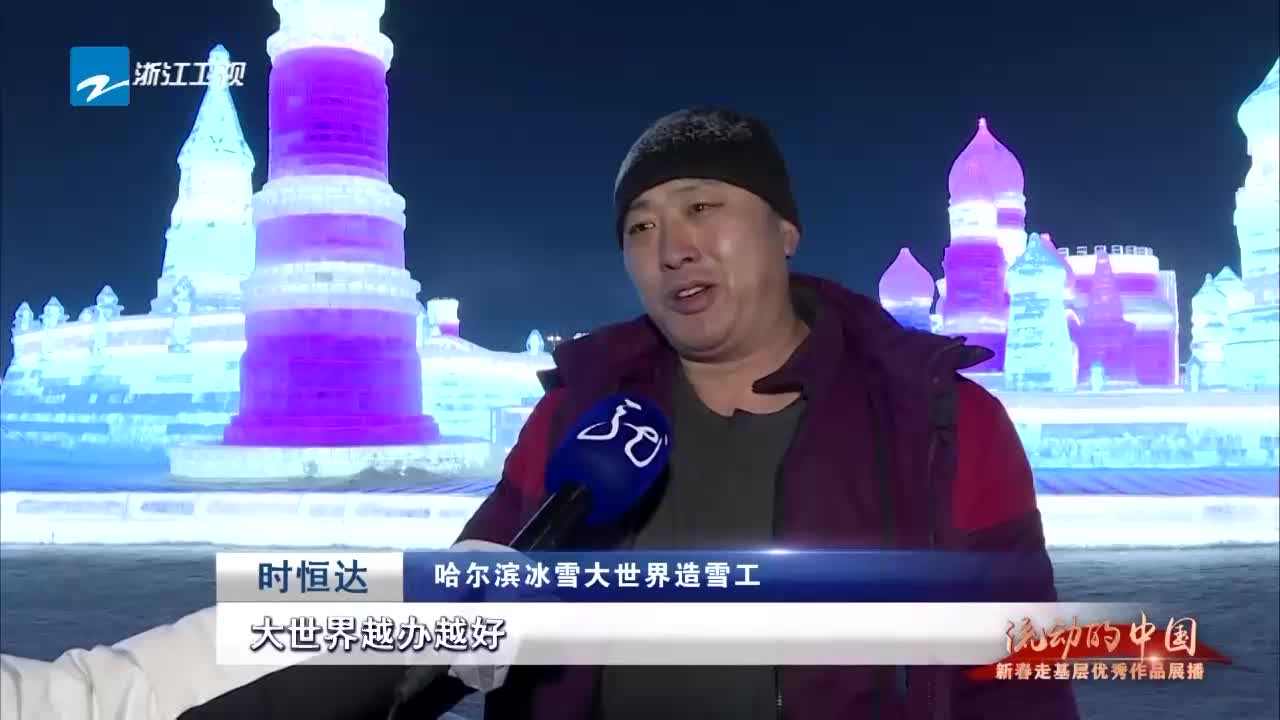 浙江卫视
时恒达
哈尔滨冰雪大世界造雪工
大世界越办越好
流动的中国
新春走基层优秀作品展播